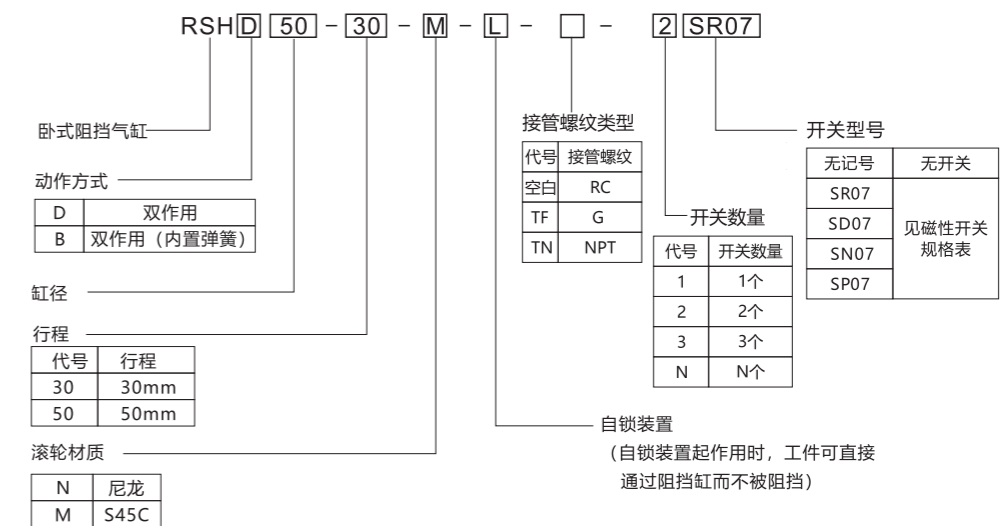 RSHD 50 - 30 - M - L - □ - 2 SR07
卧式阻挡气缸
动作方式
D 双作用
B 双作用（内置弹簧）
缸径
行程
代号 行程
30 30mm
50 50mm
滚轮材质
N 尼龙
M S45C
接管螺纹类型
代号 接管螺纹
空白 RC
TF G
TN NPT
开关数量
代号 开关数量
1 1个
2 2个
3 3个
N N个
开关型号
无记号 无开关
SR07
SD07
SN07
SP07
见磁性开关
规格表
自锁装置
（自锁装置起作用时，工件可直接
通过阻挡缸而不被阻挡）